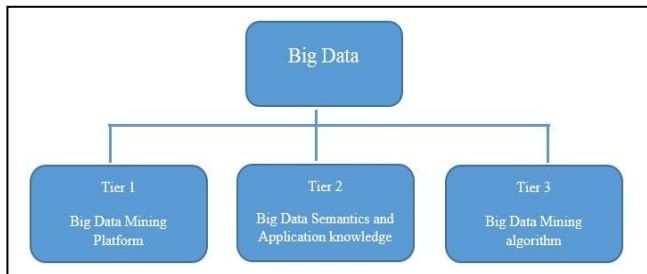 Big Data
Tier 1
Big Data Mining
Platform
Tier 2
Big Data Semantics and
Application knowledge
Tier 3
Big Data Mining
algorithm